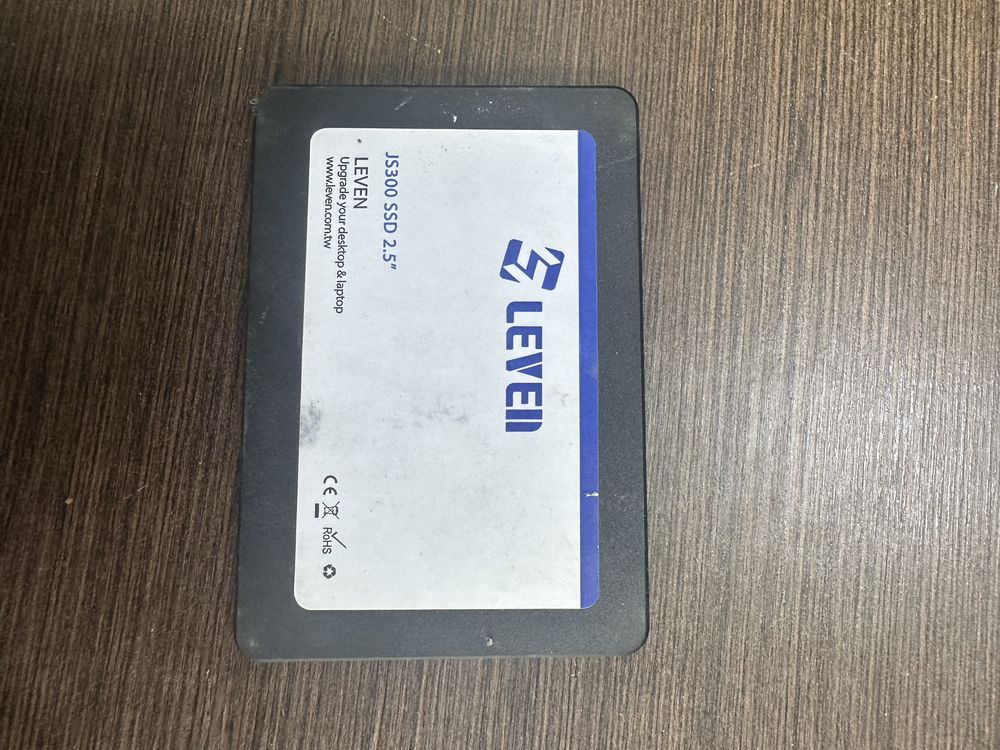 LEVEN
JS300 SSD 2.5"
LEVEN
Upgrade your desktop & laptop
www.leven.com.tw
CE RoHS